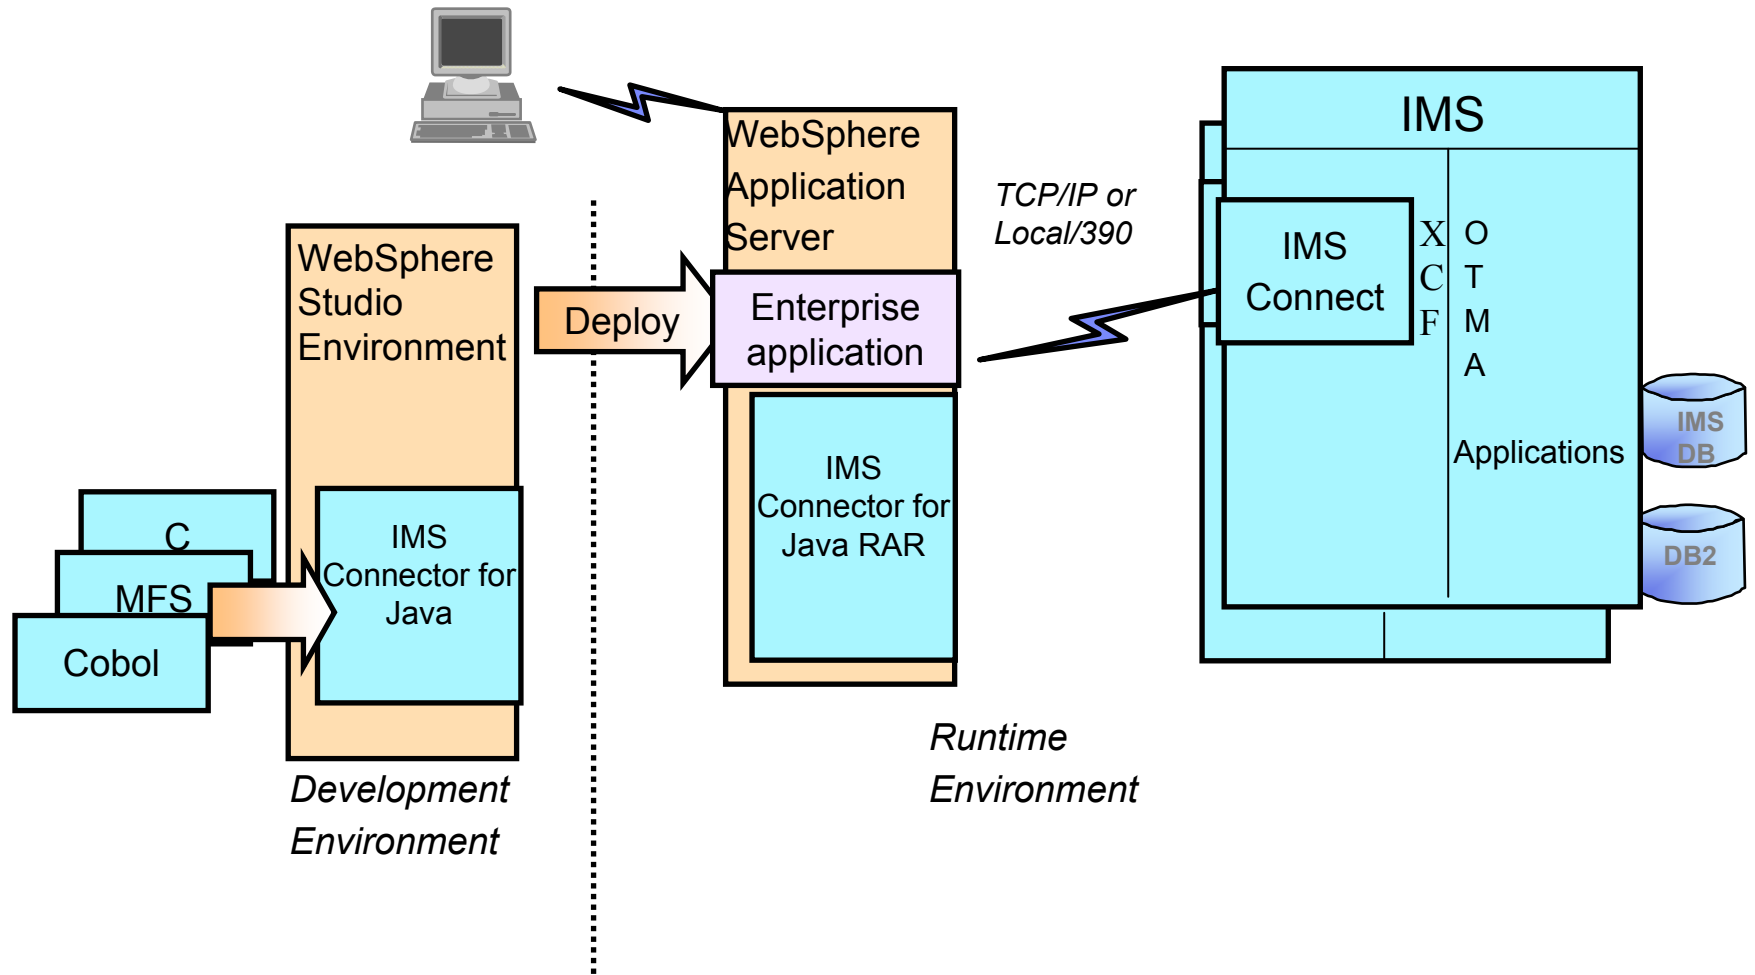 WebSphere
Application
Server
IMS
TCP/IP or
Local/390
WebSphere
Studio
Environment
Deploy
Enterprise
application
IMS
Connect
X
C
F
O
T
M
A
Applications
IMS
DB
DB2
IMS
Connector for
Java RAR
C
MFS
Cobol
IMS
Connector for
Java
Development
Environment
Runtime
Environment